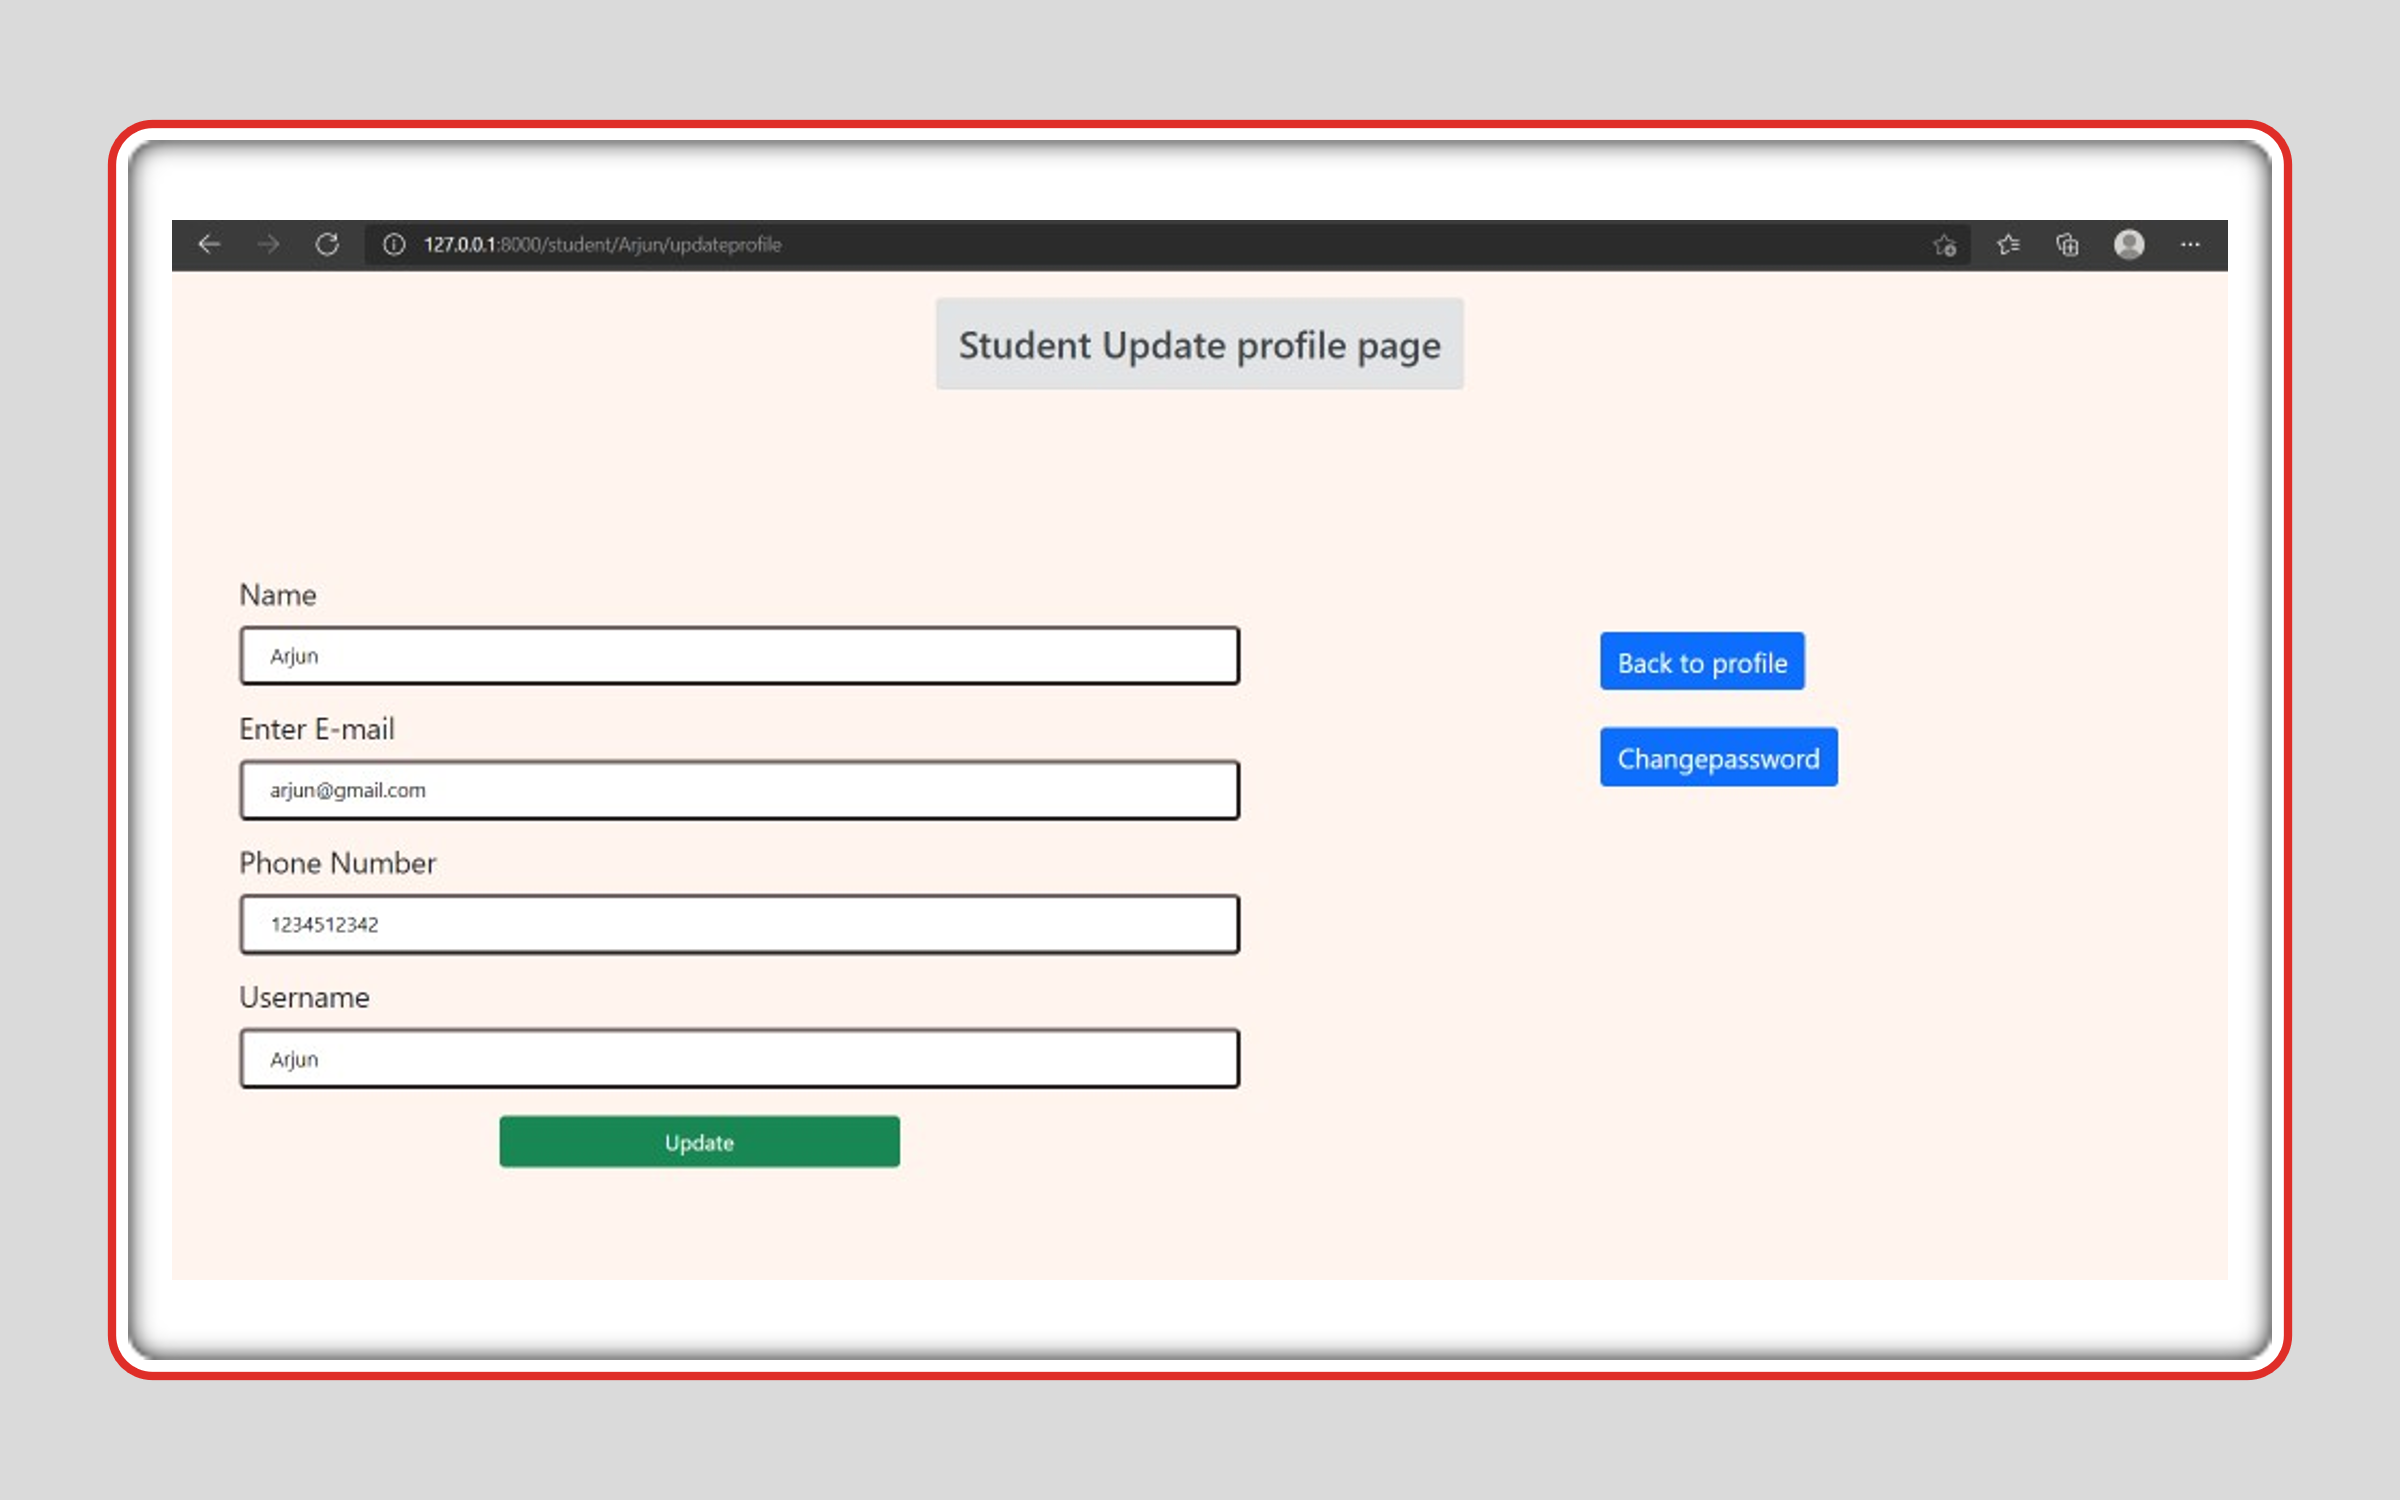 127.0.0.1:8000/student/Arjun/updateprofile
Student Update profile page
Name
Arjun
Back to profile
Enter E-mail
Changepassword
arjun@gmail.com
Phone Number
1234512342
Username
Arjun
Update